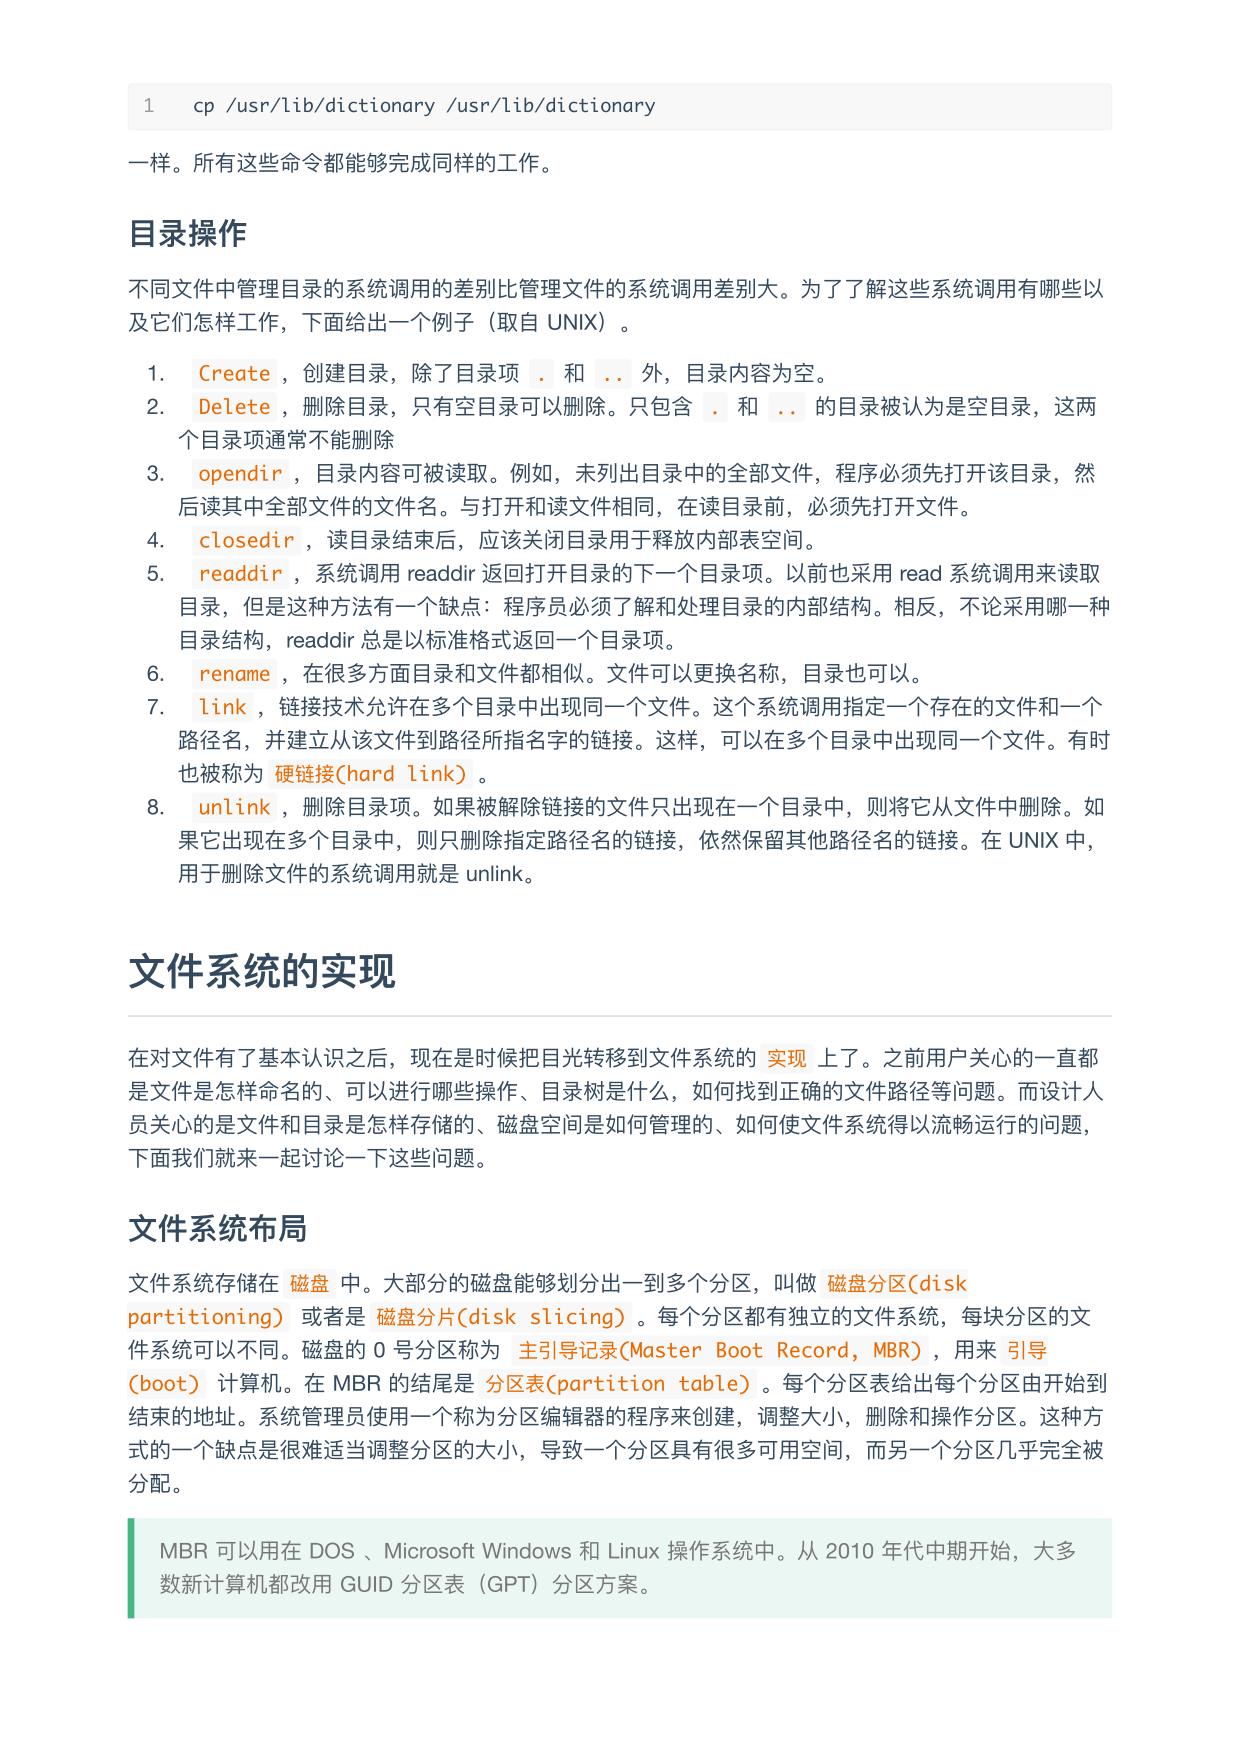 1 cp /usr/lib/dictionary /usr/lib/dictionary
一样。所有这些命令都能够完成同样的工作。
目录操作
不同文件中管理目录的系统调用的差别比管理文件的系统调用差别大。为了了解这些系统调用有哪些以
及它们怎样工作，下面给出一个例子（取自 UNIX）。
1. Create ，创建目录，除了目录项 . 和 .. 外，目录内容为空。
2. Delete ，删除目录，只有空目录可以删除。只包含 . 和 .. 的目录被认为是空目录，这两
个目录项通常不能删除
3. opendir ，目录内容可被读取。例如，未列出目录中的全部文件，程序必须先打开该目录，然
后读其中全部文件的文件名。与打开和读文件相同，在读目录前，必须先打开文件。
4. closedir ，读目录结束后，应该关闭目录用于释放内部表空间。
5. readdir ，系统调用 readdir 返回打开目录的下一个目录项。以前也采用 read 系统调用来读取
目录，但是这种方法有一个缺点：程序员必须了解和处理目录的内部结构。相反，不论采用哪一种
目录结构，readdir 总是以标准格式返回一个目录项。
6. rename ，在很多方面目录和文件都相似。文件可以更换名称，目录也可以。
7. link ，链接技术允许在多个目录中出现同一个文件。这个系统调用指定一个存在的文件和一个
路径名，并建立从该文件到路径所指名字的链接。这样，可以在多个目录中出现同一个文件。有时
也被称为 硬链接(hard link) 。
8. unlink ，删除目录项。如果被解除链接的文件只出现在一个目录中，则将它从文件中删除。如
果它出现在多个目录中，则只删除指定路径名的链接，依然保留其他路径名的链接。在 UNIX 中，
用于删除文件的系统调用就是 unlink。
文件系统的实现
在对文件有了基本认识之后，现在是时候把目光转移到文件系统的 实现 上了。之前用户关心的一直都
是文件是怎样命名的、可以进行哪些操作、目录树是什么，如何找到正确的文件路径等问题。而设计人
员关心的是文件和目录是怎样存储的、磁盘空间是如何管理的、如何使文件系统得以流畅运行的问题，
下面我们就来一起讨论一下这些问题。
文件系统布局
文件系统存储在 磁盘 中。大部分的磁盘能够划分出一到多个分区，叫做 磁盘分区(disk
partitioning) 或者是 磁盘分片(disk slicing) 。每个分区都有独立的文件系统，每块分区的文
件系统可以不同。磁盘的 0 号分区称为 主引导记录(Master Boot Record, MBR) ，用来 引导
(boot) 计算机。在 MBR 的结尾是 分区表(partition table) 。每个分区表给出每个分区由开始到
结束的地址。系统管理员使用一个称为分区编辑器的程序来创建，调整大小，删除和操作分区。这种方
式的一个缺点是很难适当调整分区的大小，导致一个分区具有很多可用空间，而另一个分区几乎完全被
分配。
MBR 可以用在 DOS 、Microsoft Windows 和 Linux 操作系统中。从 2010 年代中期开始，大多
数新计算机都改用 GUID 分区表（GPT）分区方案。